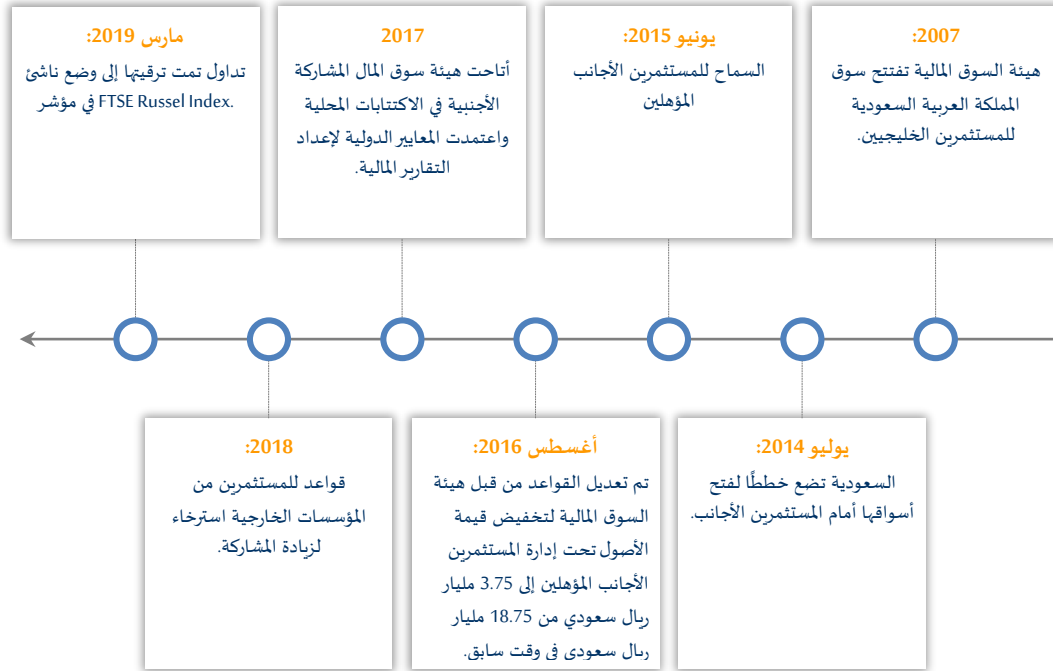 2007:
هيئة السوق المالية تفتتح سوق
المملكة العربية السعودية
للمستثمرين الخليجيين.
يوليو 2014:
السعودية تضع خططًا لفتح
أسواقها أمام المستثمرين الأجانب.
يونيو 2015:
السماح للمستثمرين الأجانب
المؤهلين
أغسطس 2016:
تم تعديل القواعد من قبل هيئة
السوق المالية لتخفيض قيمة
الأصول تحت إدارة المستثمرين
الأجانب المؤهلين إلى 3.75 مليار
ريال سعودي من 18.75 مليار
ريال سعودي في وقت سابق.
2017
أتاحت هيئة سوق المال المشاركة
الأجنبية في الاكتتابات المحلية
واعتمدت المعايير الدولية لإعداد
التقارير المالية.
2018:
قواعد للمستثمرين من
المؤسسات الخارجية استرخاء
لزيادة المشاركة.
مارس 2019:
تداول تمت ترقيتها إلى وضع ناشئ
في مؤشر FTSE Russel Index.